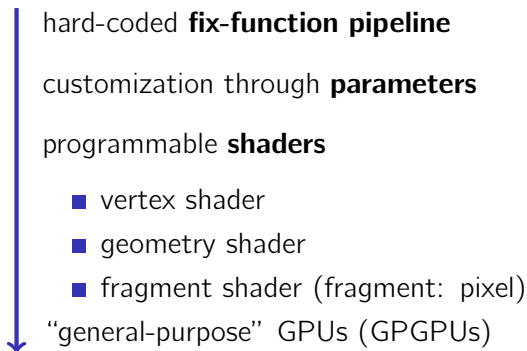 hard-coded fix-function pipeline
customization through parameters
programmable shaders
vertex shader
geometry shader
fragment shader (fragment: pixel)
“general-purpose” GPUs (GPGPUs)